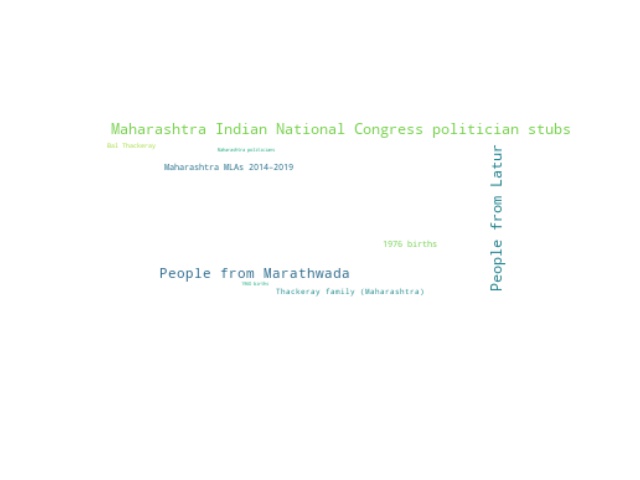 Maharashtra Indian National Congress politician stubs
Bal Thackeray
Maharashtra politicians
Maharashtra MLAs 2014-2019
People from Latur
1976 births
People from Marathwada
births
Thackeray family (Maharashtra)